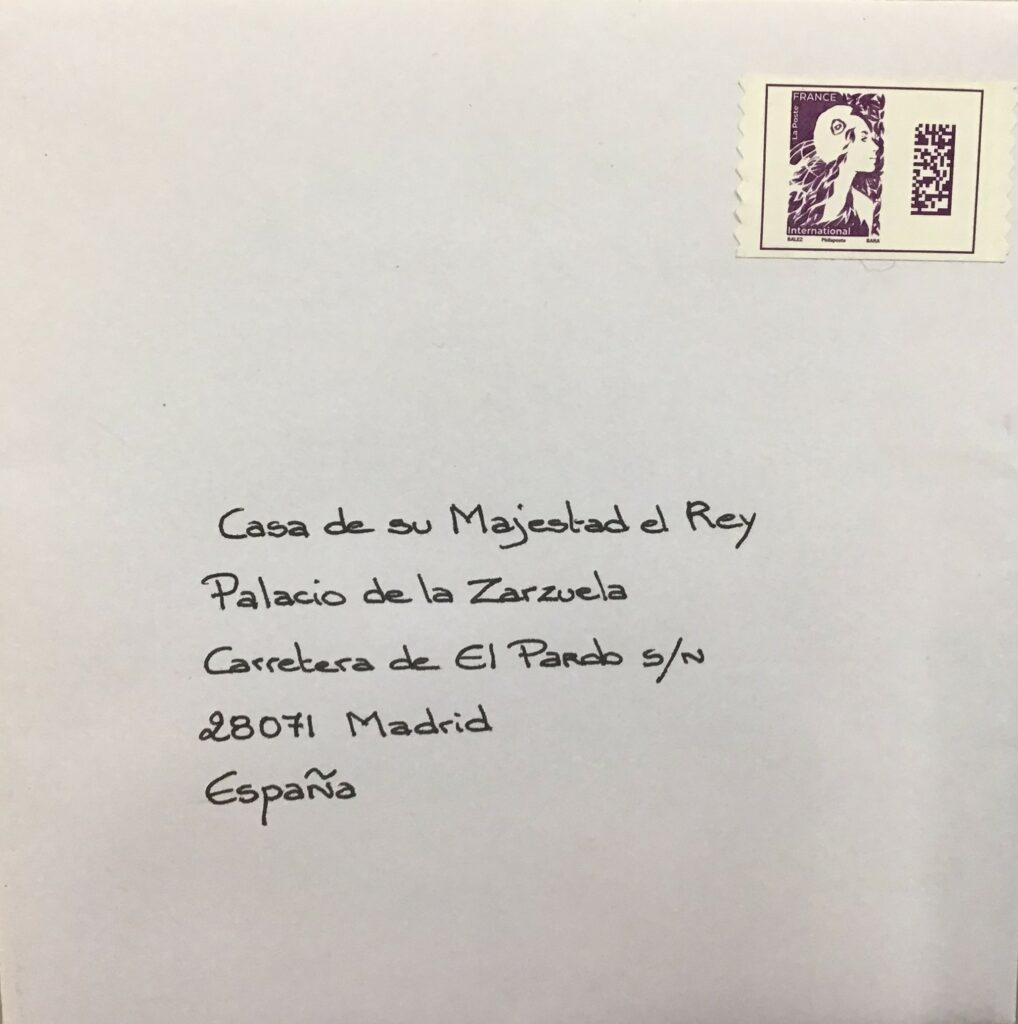 FRANCE
La Poste
International
BALEZ Philaposte BARA
Casa de su Majestad el Rey
Palacio de la Zarzuela
Carretera de El Pardo s/n
28071 Madrid
España